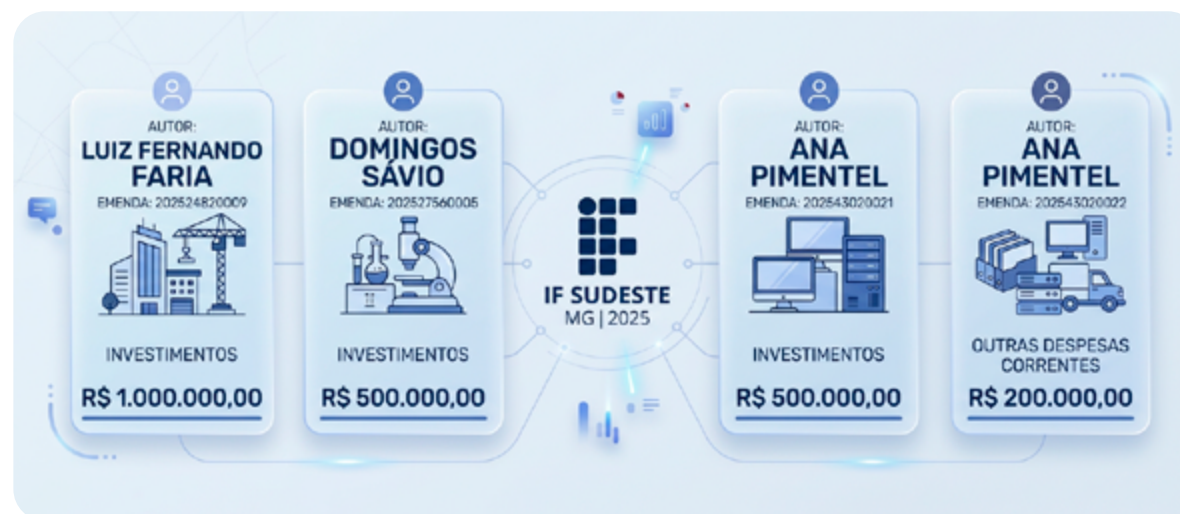 AUTOR:
LUIZ FERNANDO
FARIA
EMENDA: 202524820009
INVESTIMENTOS
R$ 1.000.000,00
AUTOR:
DOMINGOS
SÁVIO
EMENDA: 202527560005
INVESTIMENTOS
R$ 500.000,00
IF SUDESTE
MG | 2025
AUTOR:
ANA
PIMENTEL
EMENDA: 202543020021
INVESTIMENTOS
R$ 500.000,00
AUTOR:
ANA
PIMENTEL
EMENDA: 202543020022
OUTRAS DESPESAS
CORRENTES
R$ 200.000,00